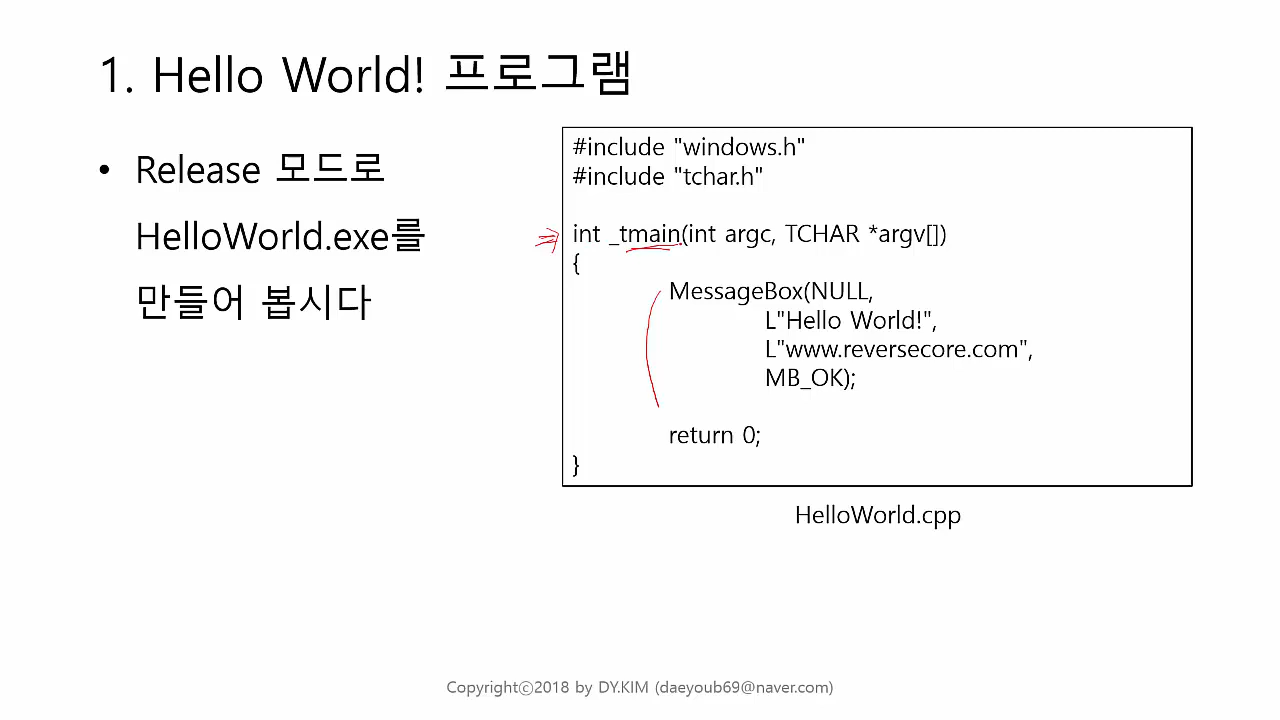 1. Hello World! 프로그램
• Release 모드로
HelloWorld.exe를
만들어 봅시다
#include "windows.h"
#include "tchar.h"
int _tmain(int argc, TCHAR *argv[])
{
MessageBox(NULL,
L"Hello World!",
L"www.reversecore.com",
MB_OK);
return 0;
}
HelloWorld.cpp
Copyrightⓒ2018 by DY.KIM (daeyoub69@naver.com)